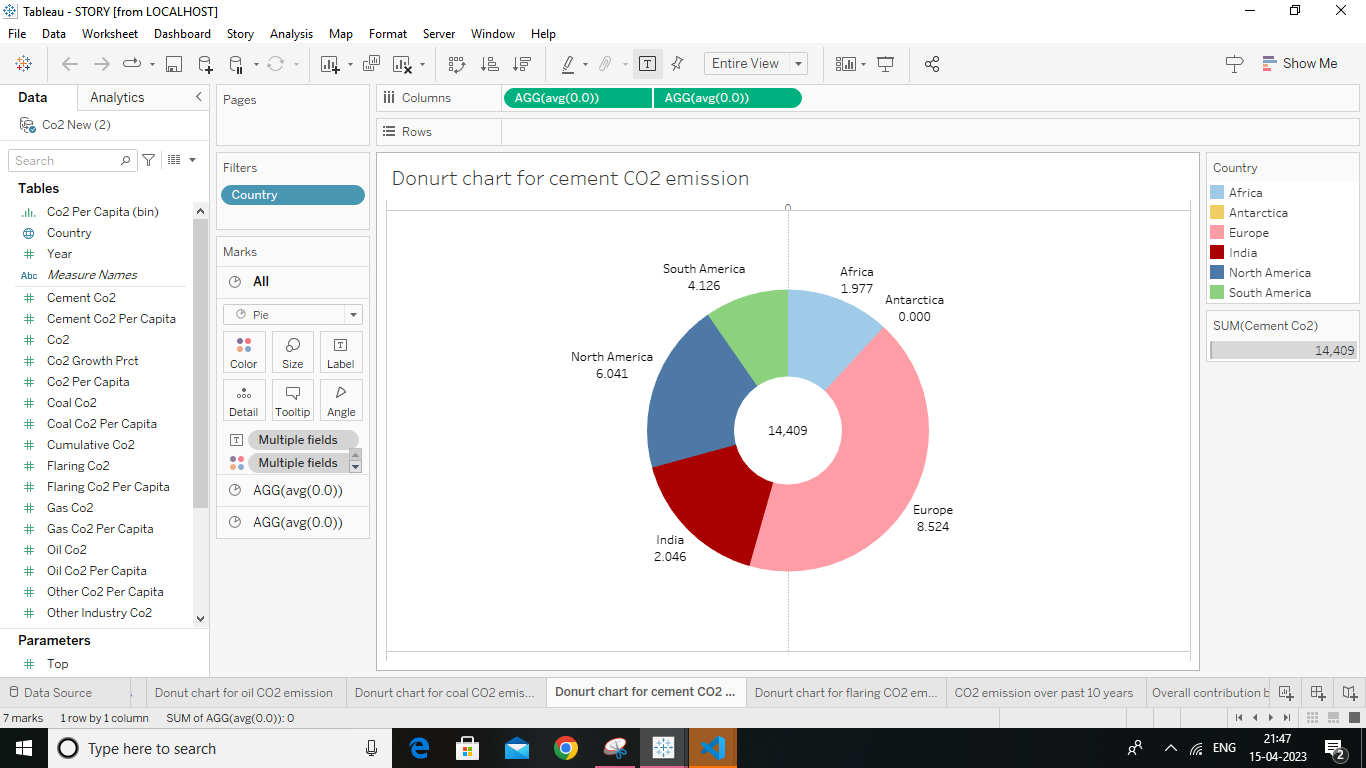 Tableau - STORY [from LOCALHOST]
File Data Worksheet Dashboard Story Analysis Map Format Server Window Help
Entire View
Show Me
Data Analytics
Co2 New (2)
Search
Tables
Co2 Per Capita (bin)
Country
# Year
Abc Measure Names
# Cement Co2
# Cement Co2 Per Capita
# Co2
# Co2 Growth Prct
# Co2 Per Capita
# Coal Co2
# Coal Co2 Per Capita
# Cumulative Co2
# Flaring Co2
# Flaring Co2 Per Capita
# Gas Co2
# Gas Co2 Per Capita
# Oil Co2
# Oil Co2 Per Capita
# Other Co2 Per Capita
# Other Industry Co2
Parameters
# Top
Pages
Filters
Country
Marks
All
Pie
Color Size T Label
Detail Tooltip Angle
T Multiple fields
Multiple fields
AGG(avg(0.0))
AGG(avg(0.0))
Columns AGG(avg(0.0)) AGG(avg(0.0))
Rows
Donurt chart for cement CO2 emission
0
South America
4.126
Africa
1.977
Antarctica
0.000
North America
6.041
14,409
Europe
8.524
India
2.046
Country
Africa
Antarctica
Europe
India
North America
South America
SUM(Cement Co2)
14,409
Data Source Donut chart for oil CO2 emission Donurt chart for coal CO2 emis... Donurt chart for cement CO2 ... Donurt chart for flaring CO2 em... CO2 emission over past 10 years Overall contribution b
7 marks 1 row by 1 column SUM of AGG(avg(0.0)): 0
Type here to search
ENG
21:47
15-04-2023
2